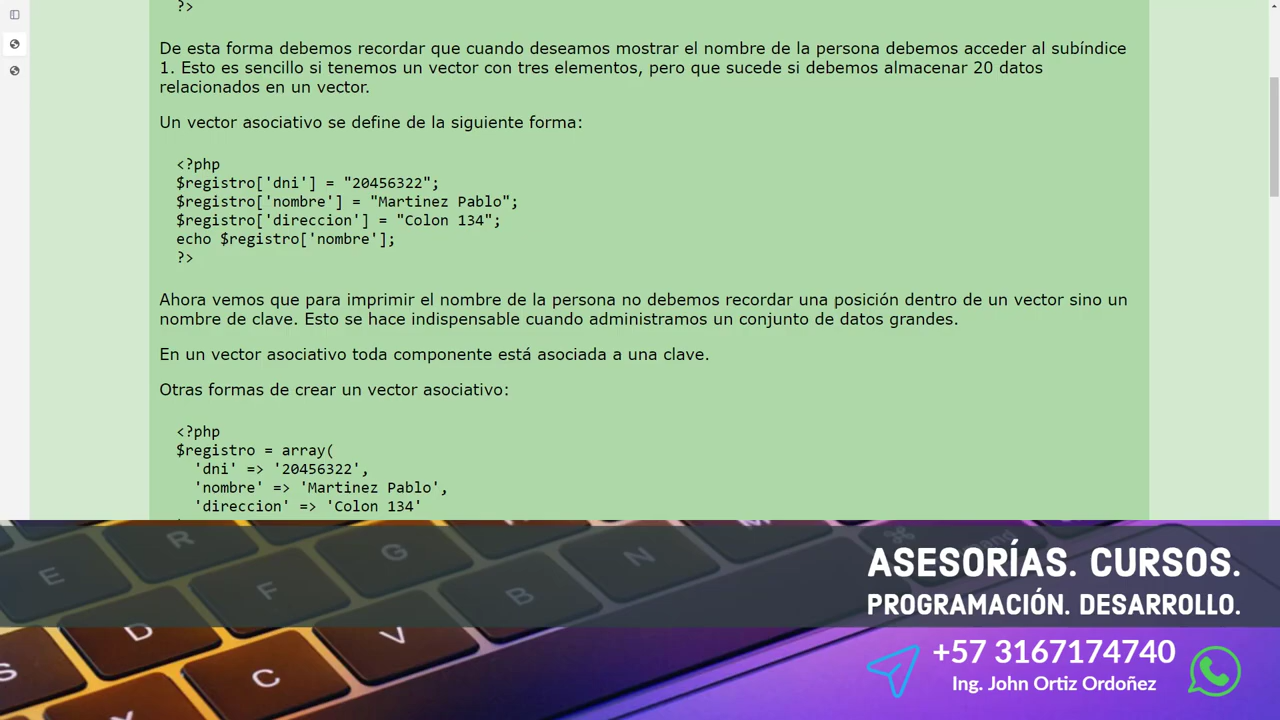 ?>
De esta forma debemos recordar que cuando deseamos mostrar el nombre de la persona debemos acceder al subíndice
1. Esto es sencillo si tenemos un vector con tres elementos, pero que sucede si debemos almacenar 20 datos
relacionados en un vector.
Un vector asociativo se define de la siguiente forma:
<?php
$registro['dni'] = "20456322";
$registro['nombre'] = "Martinez Pablo";
$registro['direccion'] = "Colon 134";
echo $registro['nombre'];
?>
Ahora vemos que para imprimir el nombre de la persona no debemos recordar una posición dentro de un vector sino un
nombre de clave. Esto se hace indispensable cuando administramos un conjunto de datos grandes.
En un vector asociativo toda componente está asociada a una clave.
Otras formas de crear un vector asociativo:
<?php
$registro = array(
'dni' => '20456322',
'nombre' => 'Martinez Pablo',
'direccion' => 'Colon 134'
ASESORÍAS. CURSOS.
PROGRAMACIÓN. DESARROLLO.
+57 3167174740
Ing. John Ortiz Ordoñez
R
E
G
F
N
M
B
D
V
S
C